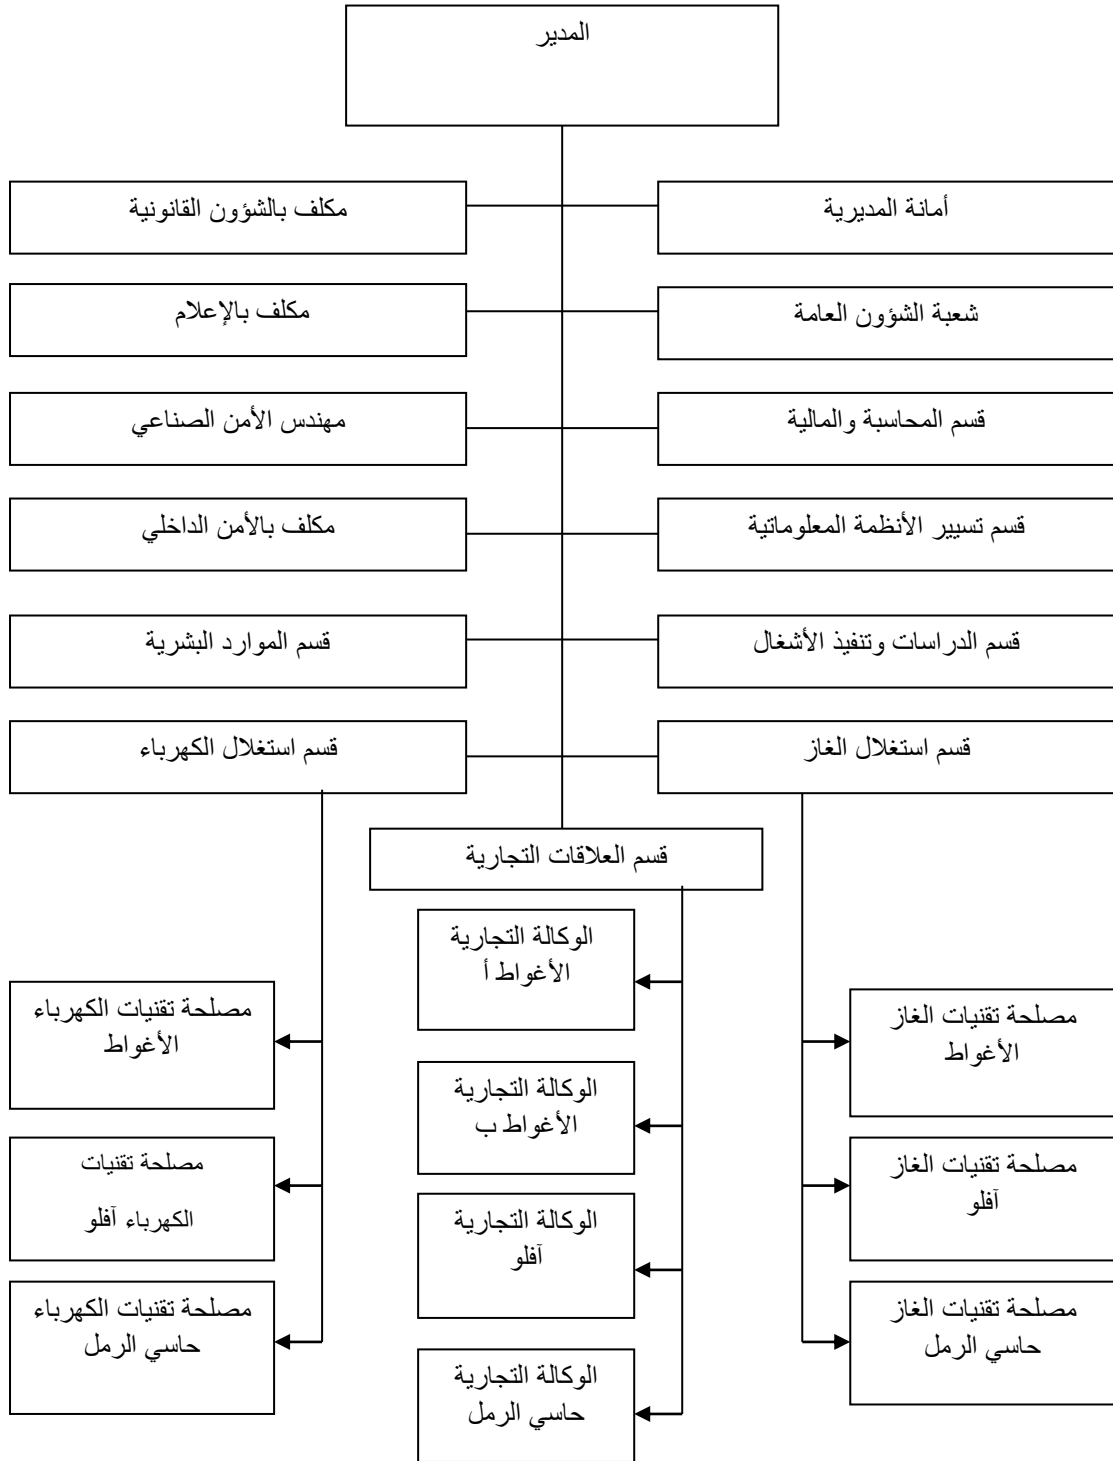 المدير
أمانة المديرية
مكلف بالشؤون القانونية
شعبة الشؤون العامة
مكلف بالإعلام
قسم المحاسبة والمالية
مهندس الأمن الصناعي
قسم تسيير الأنظمة المعلوماتية
مكلف بالأمن الداخلي
قسم الدراسات وتنفيذ الأشغال
قسم الموارد البشرية
قسم استغلال الغاز
قسم استغلال الكهرباء
قسم العلاقات التجارية
مصلحة تقنيات الغاز
الأغواط
مصلحة تقنيات الغاز
آفلو
مصلحة تقنيات الغاز
حاسي الرمل
الوكالة التجارية
الأغواط أ
الوكالة التجارية
الأغواط ب
الوكالة التجارية
آفلو
الوكالة التجارية
حاسي الرمل
مصلحة تقنيات الكهرباء
الأغواط
مصلحة تقنيات
الكهرباء آفلو
مصلحة تقنيات الكهرباء
حاسي الرمل